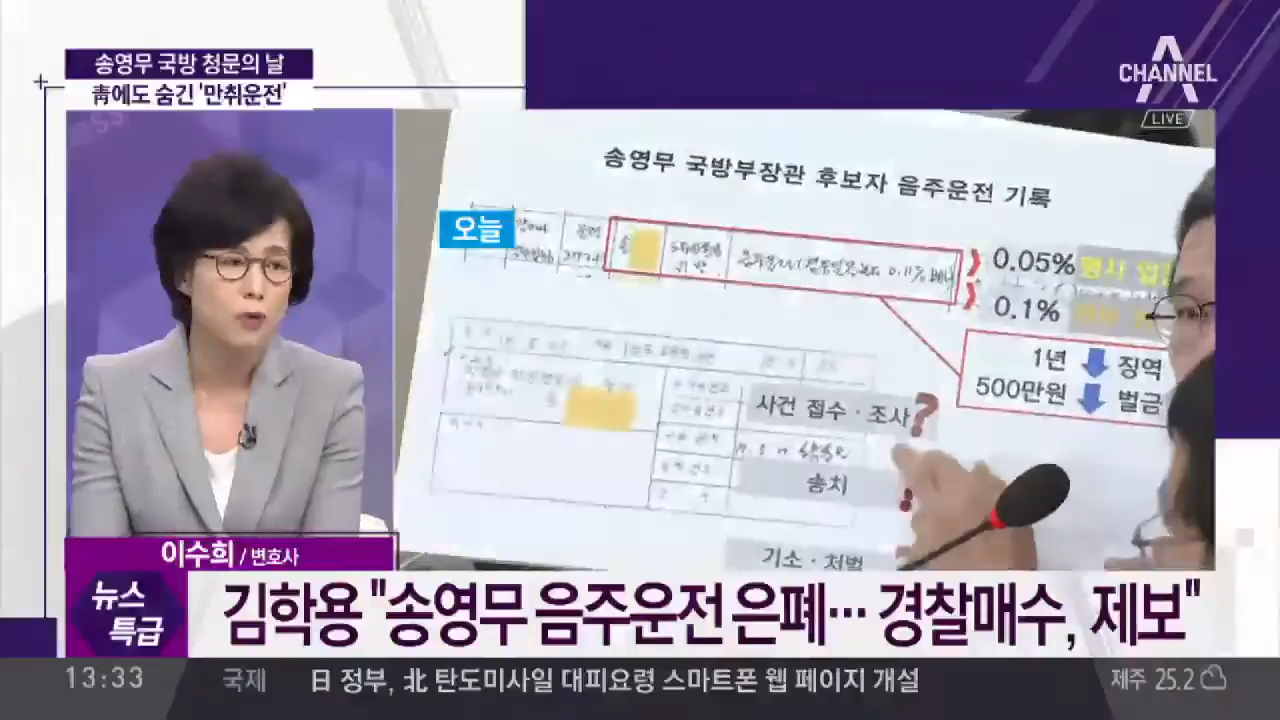 송영무 국방 청문의 날
靑에도 숨긴 '만취운전'
CHANNEL A
LIVE
송영무 국방부장관 후보자 음주운전 기록
오늘
0.05%
0.1%
1년 징역
500만원 벌금
사건 접수·조사?
송치
기소·처벌
이수희 / 변호사
뉴스
특급
김학용 "송영무 음주운전 은폐… 경찰매수, 제보"
13:33 국제 日 정부, 北 탄도미사일 대피요령 스마트폰 웹 페이지 개설 제주 25.2